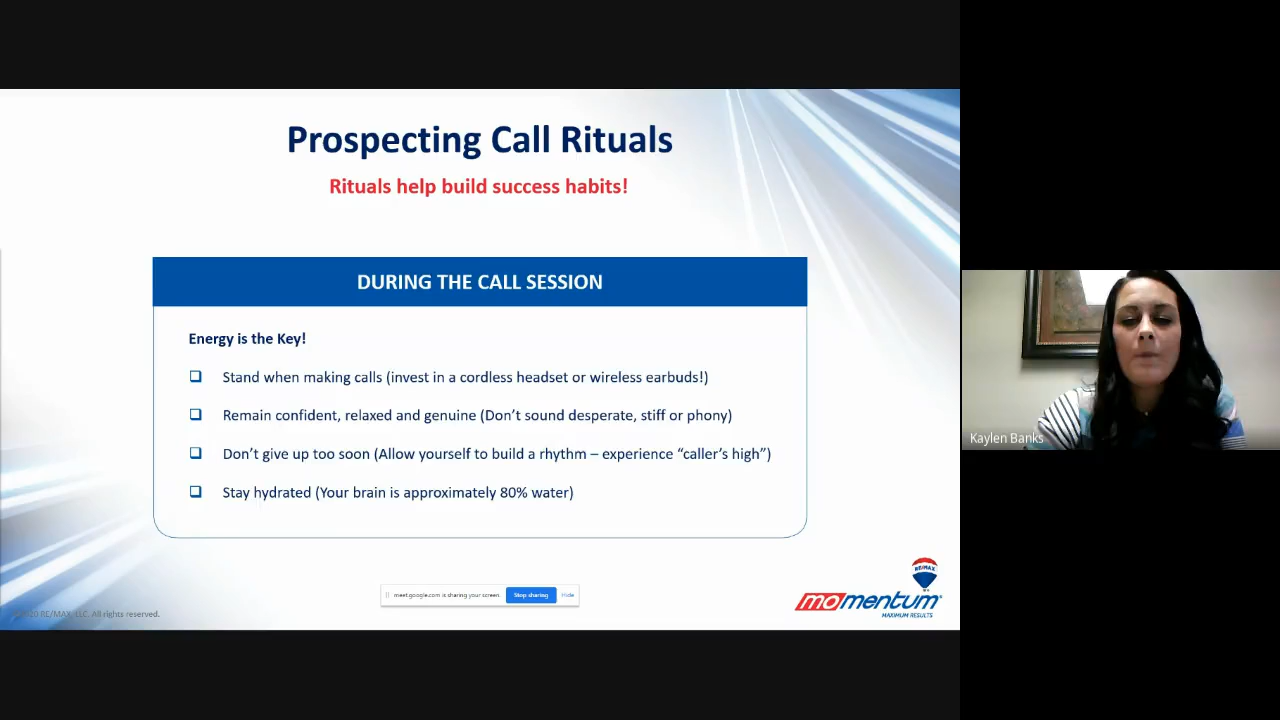 Prospecting Call Rituals
Rituals help build success habits!
DURING THE CALL SESSION
Energy is the Key!
Stand when making calls (invest in a cordless headset or wireless earbuds!)
Remain confident, relaxed and genuine (Don’t sound desperate, stiff or phony)
Don’t give up too soon (Allow yourself to build a rhythm – experience “caller’s high”)
Stay hydrated (Your brain is approximately 80% water)
Kaylen Banks
meet.google.com is sharing your screen.
Stop sharing
Hide
RE/MAX
momentum®
MAXIMUM RESULTS
RE/MAX, LLC. All rights reserved.